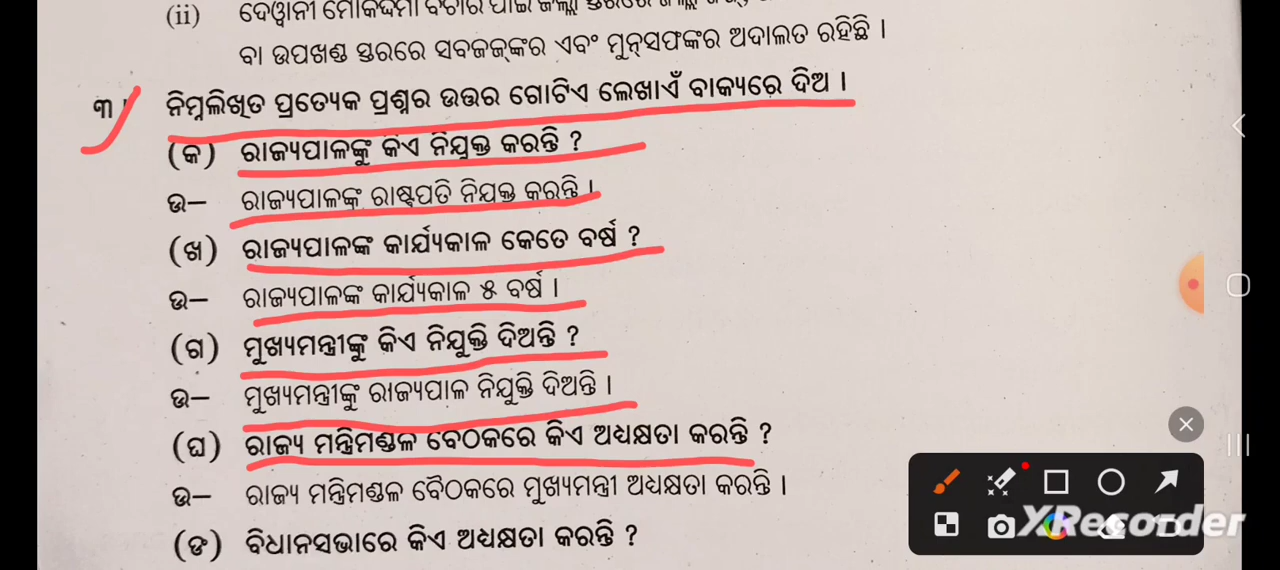 (ii) ଦେୱାନୀ ମୋକଦ୍ଦମା ବିଚାର ପାଇଁ ଜିଲ୍ଲା ସ୍ତରରେ
ବା ଉପଖଣ୍ଡ ସ୍ତରରେ ସବଜଜ୍‌ଙ୍କର ଏବଂ ମୁନ୍‌ସଫଙ୍କର ଅଦାଲତ ରହିଛି ।
୩। ନିମ୍ନଲିଖିତ ପ୍ରତ୍ୟେକ ପ୍ରଶ୍ନର ଉତ୍ତର ଗୋଟିଏ ଲେଖାଏଁ ବାକ୍ୟରେ ଦିଅ ।
(କ) ରାଜ୍ୟପାଳଙ୍କୁ କିଏ ନିଯୁକ୍ତ କରନ୍ତି ?
ଉ– ରାଜ୍ୟପାଳଙ୍କୁ ରାଷ୍ଟ୍ରପତି ନିଯୁକ୍ତ କରନ୍ତି ।
(ଖ) ରାଜ୍ୟପାଳଙ୍କ କାର୍ଯ୍ୟକାଳ କେତେ ବର୍ଷ ?
ଉ– ରାଜ୍ୟପାଳଙ୍କ କାର୍ଯ୍ୟକାଳ ୫ ବର୍ଷ ।
(ଗ) ମୁଖ୍ୟମନ୍ତ୍ରୀଙ୍କୁ କିଏ ନିଯୁକ୍ତି ଦିଅନ୍ତି ?
ଉ– ମୁଖ୍ୟମନ୍ତ୍ରୀଙ୍କୁ ରାଜ୍ୟପାଳ ନିଯୁକ୍ତି ଦିଅନ୍ତି ।
(ଘ) ରାଜ୍ୟ ମନ୍ତ୍ରିମଣ୍ଡଳ ବୈଠକରେ କିଏ ଅଧ୍ୟକ୍ଷତା କରନ୍ତି ?
ଉ– ରାଜ୍ୟ ମନ୍ତ୍ରିମଣ୍ଡଳ ବୈଠକରେ ମୁଖ୍ୟମନ୍ତ୍ରୀ ଅଧ୍ୟକ୍ଷତା କରନ୍ତି ।
(ଙ) ବିଧାନସଭାରେ କିଏ ଅଧ୍ୟକ୍ଷତା କରନ୍ତି ?
XRecorder